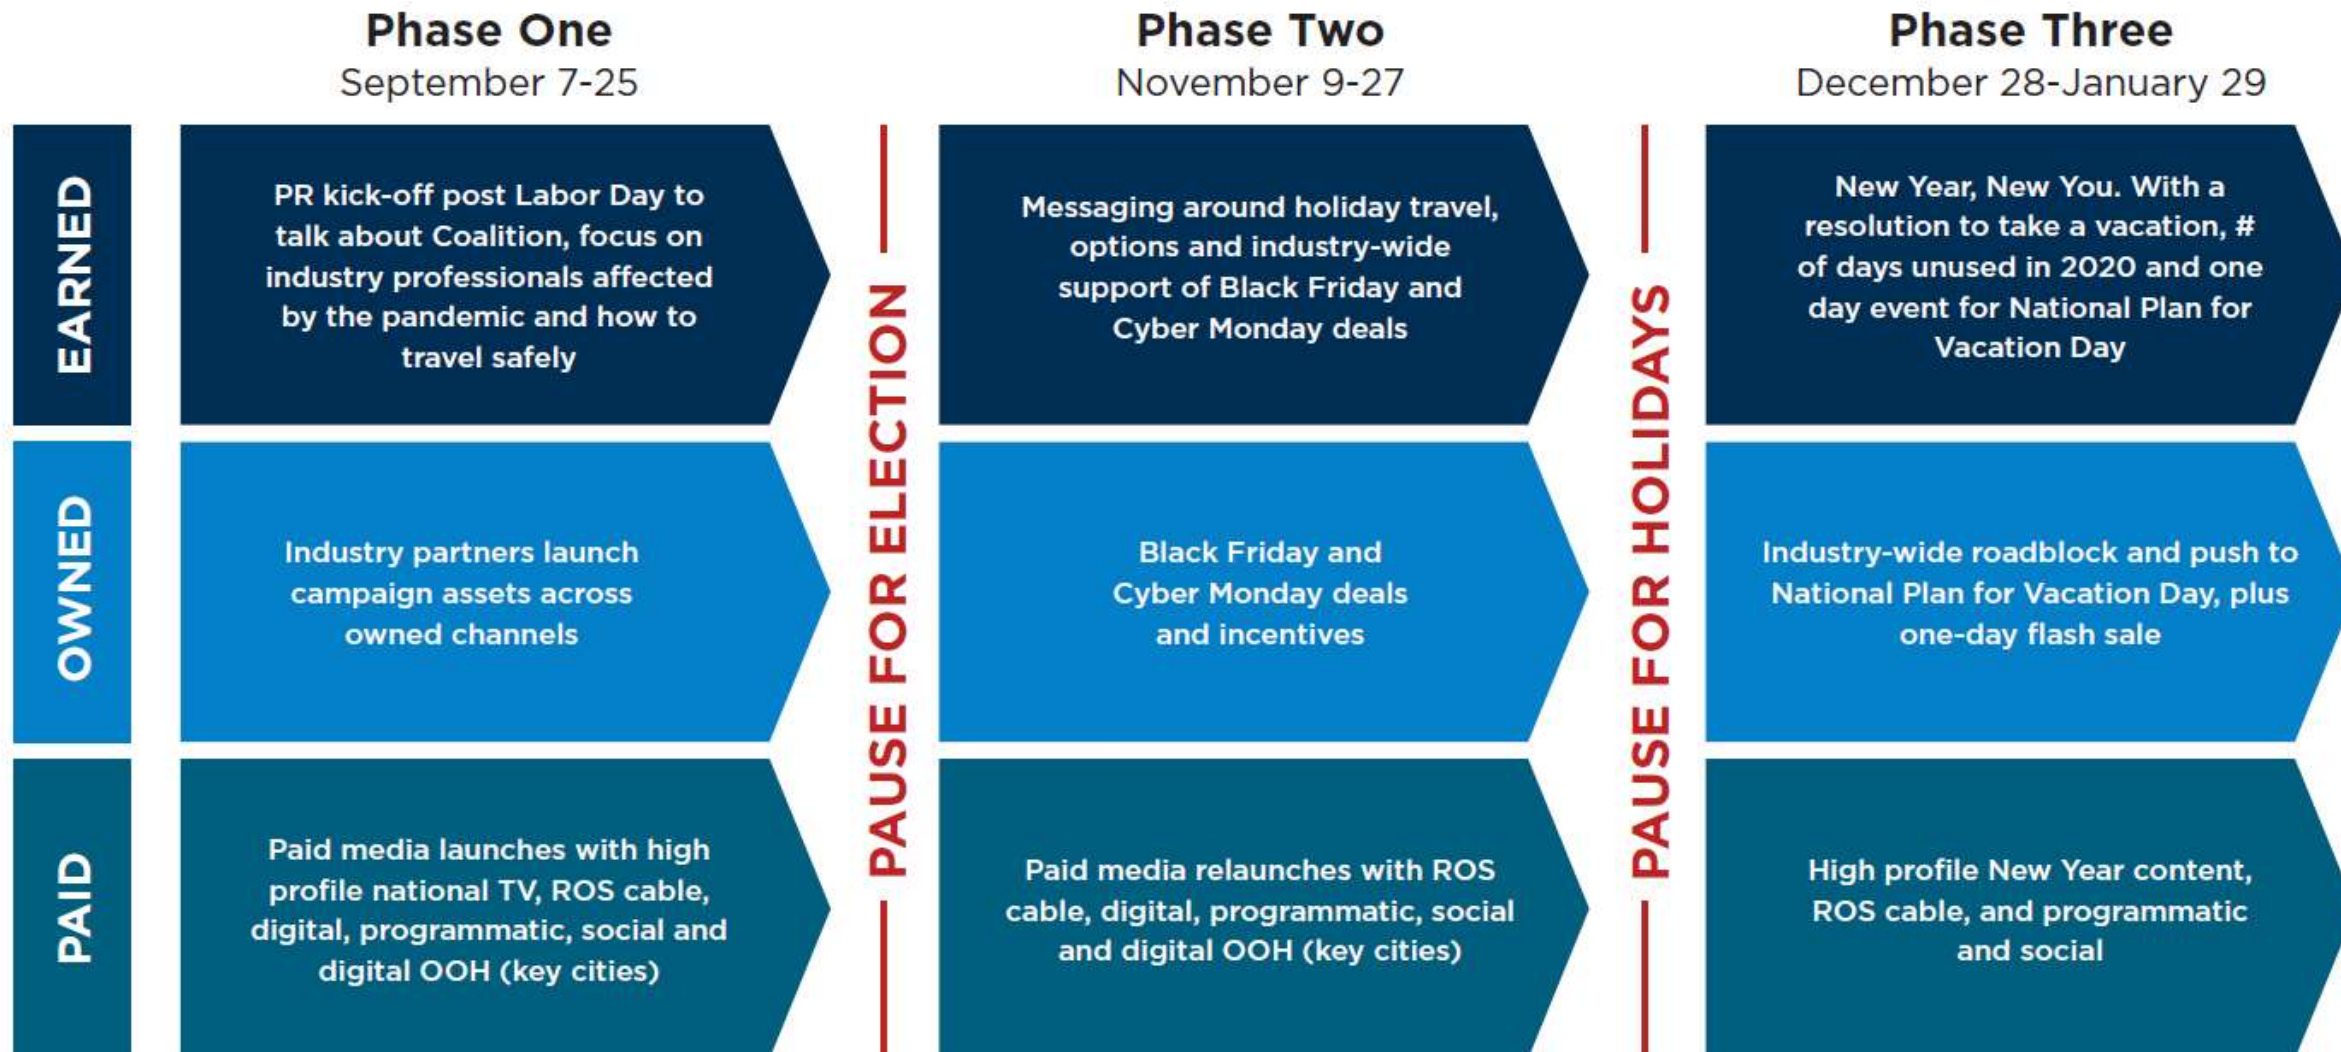 Phase One
September 7-25
Phase Two
November 9-27
Phase Three
December 28-January 29
EARNED
PR kick-off post Labor Day to
talk about Coalition, focus on
industry professionals affected
by the pandemic and how to
travel safely
PAUSE FOR ELECTION
Messaging around holiday travel,
options and industry-wide
support of Black Friday and
Cyber Monday deals
PAUSE FOR HOLIDAYS
New Year, New You. With a
resolution to take a vacation, #
of days unused in 2020 and one
day event for National Plan for
Vacation Day
OWNED
Industry partners launch
campaign assets across
owned channels
Black Friday and
Cyber Monday deals
and incentives
Industry-wide roadblock and push to
National Plan for Vacation Day, plus
one-day flash sale
PAID
Paid media launches with high
profile national TV, ROS cable,
digital, programmatic, social and
digital OOH (key cities)
Paid media relaunches with ROS
cable, digital, programmatic, social
and digital OOH (key cities)
High profile New Year content,
ROS cable, and programmatic
and social